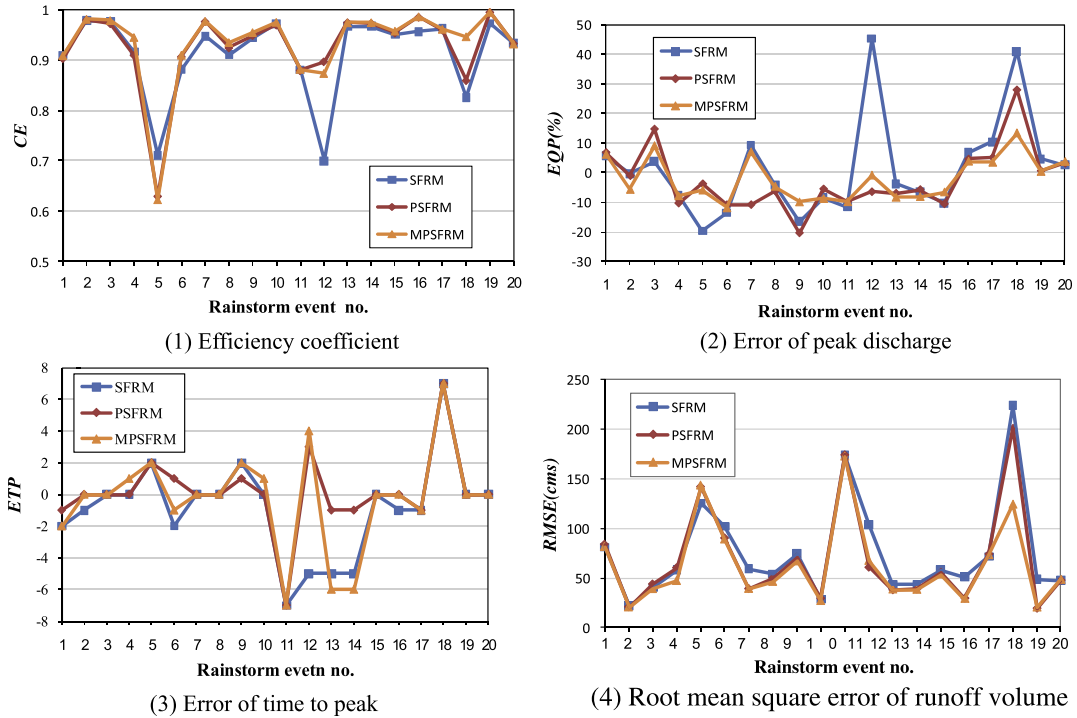 1
0.9
0.8
0.7
0.6
0.5
CE
SFRM
PSFRM
MPSFRM
1 2 3 4 5 6 7 8 9 10 11 12 13 14 15 16 17 18 19 20
Rainstorm event no.
(1) Efficiency coefficient
50
40
30
20
10
0
-10
-20
-30
EQP(%)
SFRM
PSFRM
MPSFRM
1 2 3 4 5 6 7 8 9 10 11 12 13 14 15 16 17 18 19 20
Rainstorm event no.
(2) Error of peak discharge
8
6
4
2
0
-2
-4
-6
-8
ETP
SFRM
PSFRM
MPSFRM
1 2 3 4 5 6 7 8 9 10 11 12 13 14 15 16 17 18 19 20
Rainstorm evetn no.
(3) Error of time to peak
250
200
150
100
50
0
RMSE(cms)
SFRM
PSFRM
MPSFRM
1 2 3 4 5 6 7 8 9 1 0 11 12 13 14 15 16 17 18 19 20
Rainstorm event no.
(4) Root mean square error of runoff volume